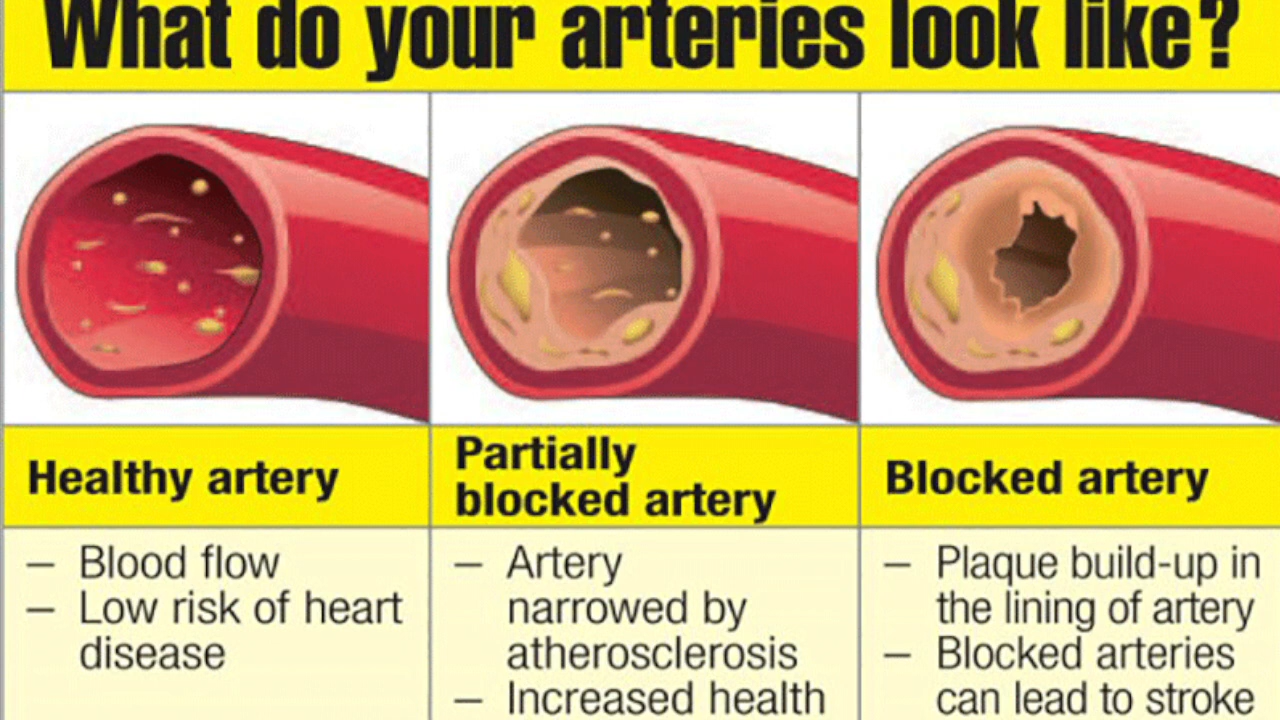 What do your arteries look like?
Healthy artery
– Blood flow
– Low risk of heart
disease
Partially
blocked artery
– Artery
narrowed by
atherosclerosis
– Increased health
Blocked artery
– Plaque build-up in
the lining of artery
– Blocked arteries
can lead to stroke